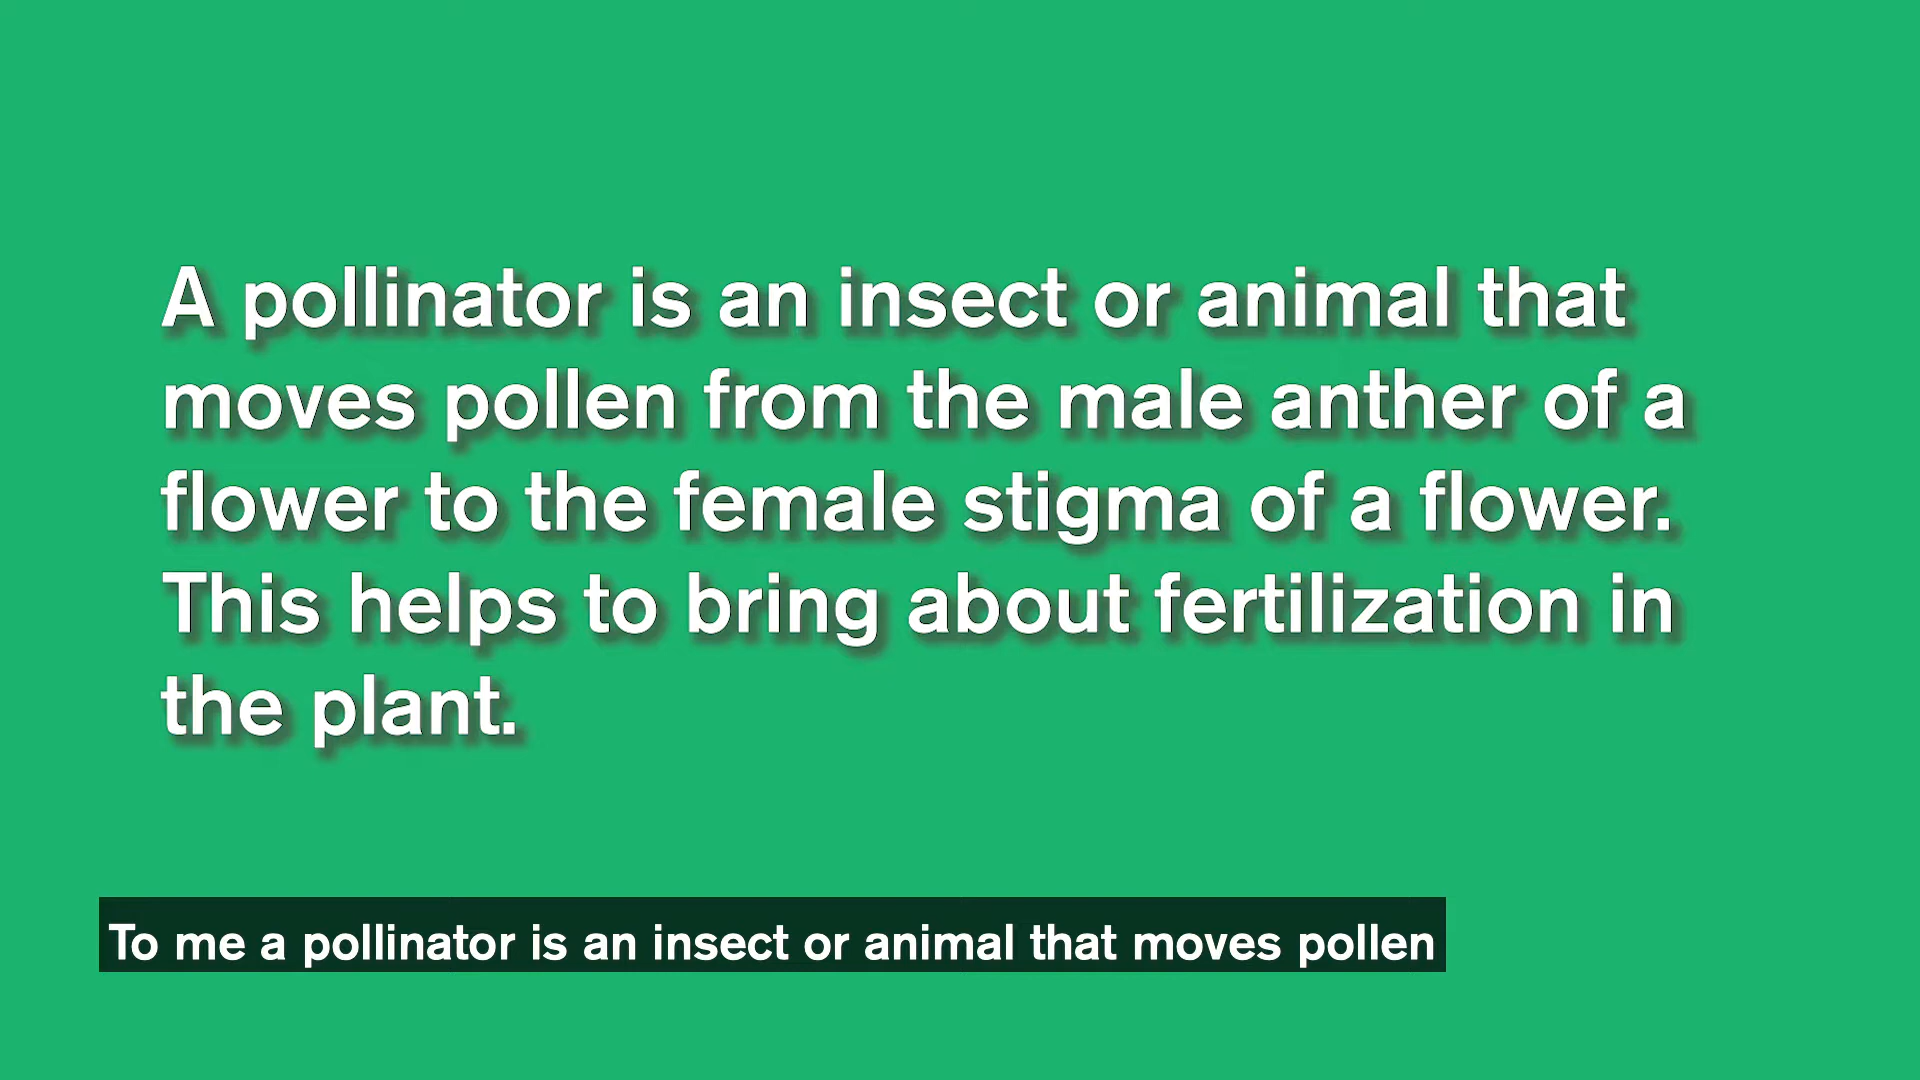 A pollinator is an insect or animal that
moves pollen from the male anther of a
flower to the female stigma of a flower.
This helps to bring about fertilization in
the plant.
To me a pollinator is an insect or animal that moves pollen